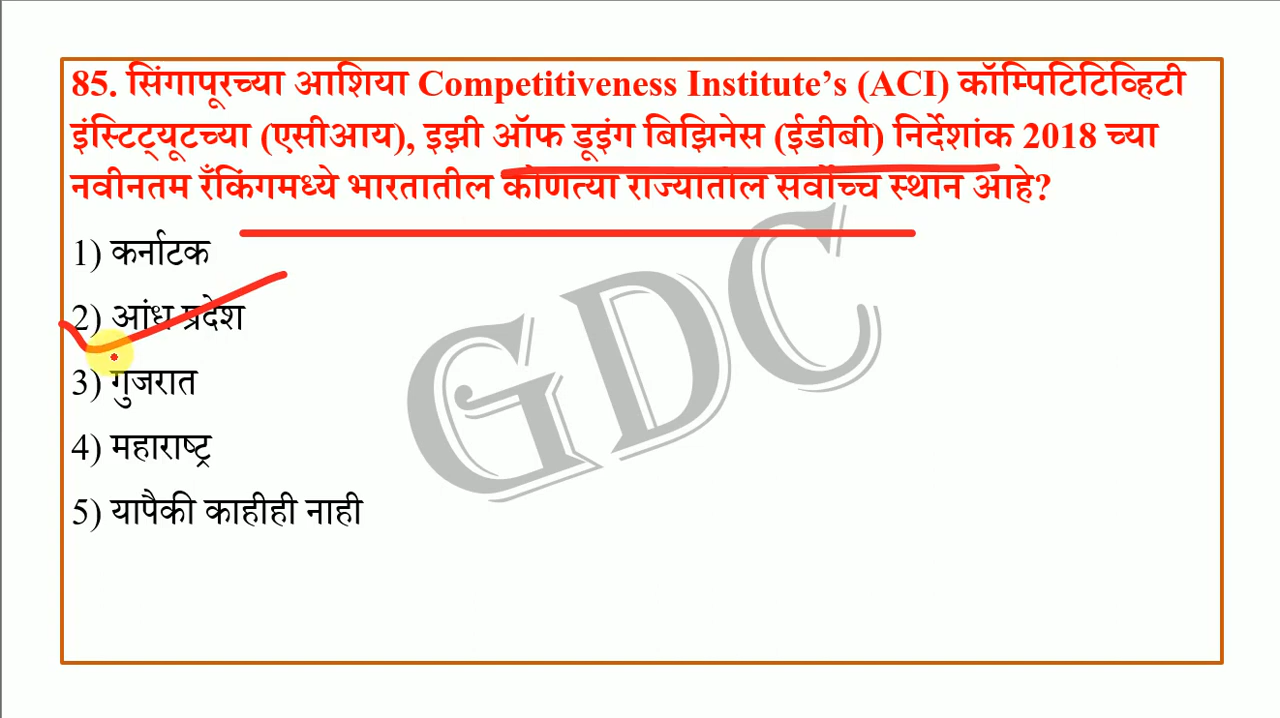 85. सिंगापूरच्या आशिया Competitiveness Institute’s (ACI) कॉम्पिटिटिव्हिटी
इंस्टिट्यूटच्या (एसीआय), इझी ऑफ डूइंग बिझिनेस (ईडीबी) निर्देशांक 2018 च्या
नवीनतम रँकिंगमध्ये भारतातील कोणत्या राज्यातील सर्वोच्च स्थान आहे?
1) कर्नाटक
2) आंध्र प्रदेश
3) गुजरात
4) महाराष्ट्र
5) यापैकी काहीही नाही
GDC